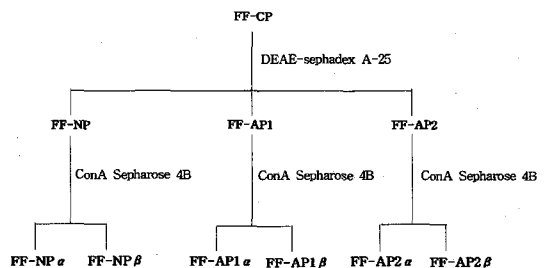 FF-CP
DEAE-sephadex A-25
FF-NP FF-AP1 FF-AP2
ConA Sepharose 4B ConA Sepharose 4B ConA Sepharose 4B
FF-NP α FF-NP β FF-AP1 α FF-AP1 β FF-AP2 α FF-AP2 β